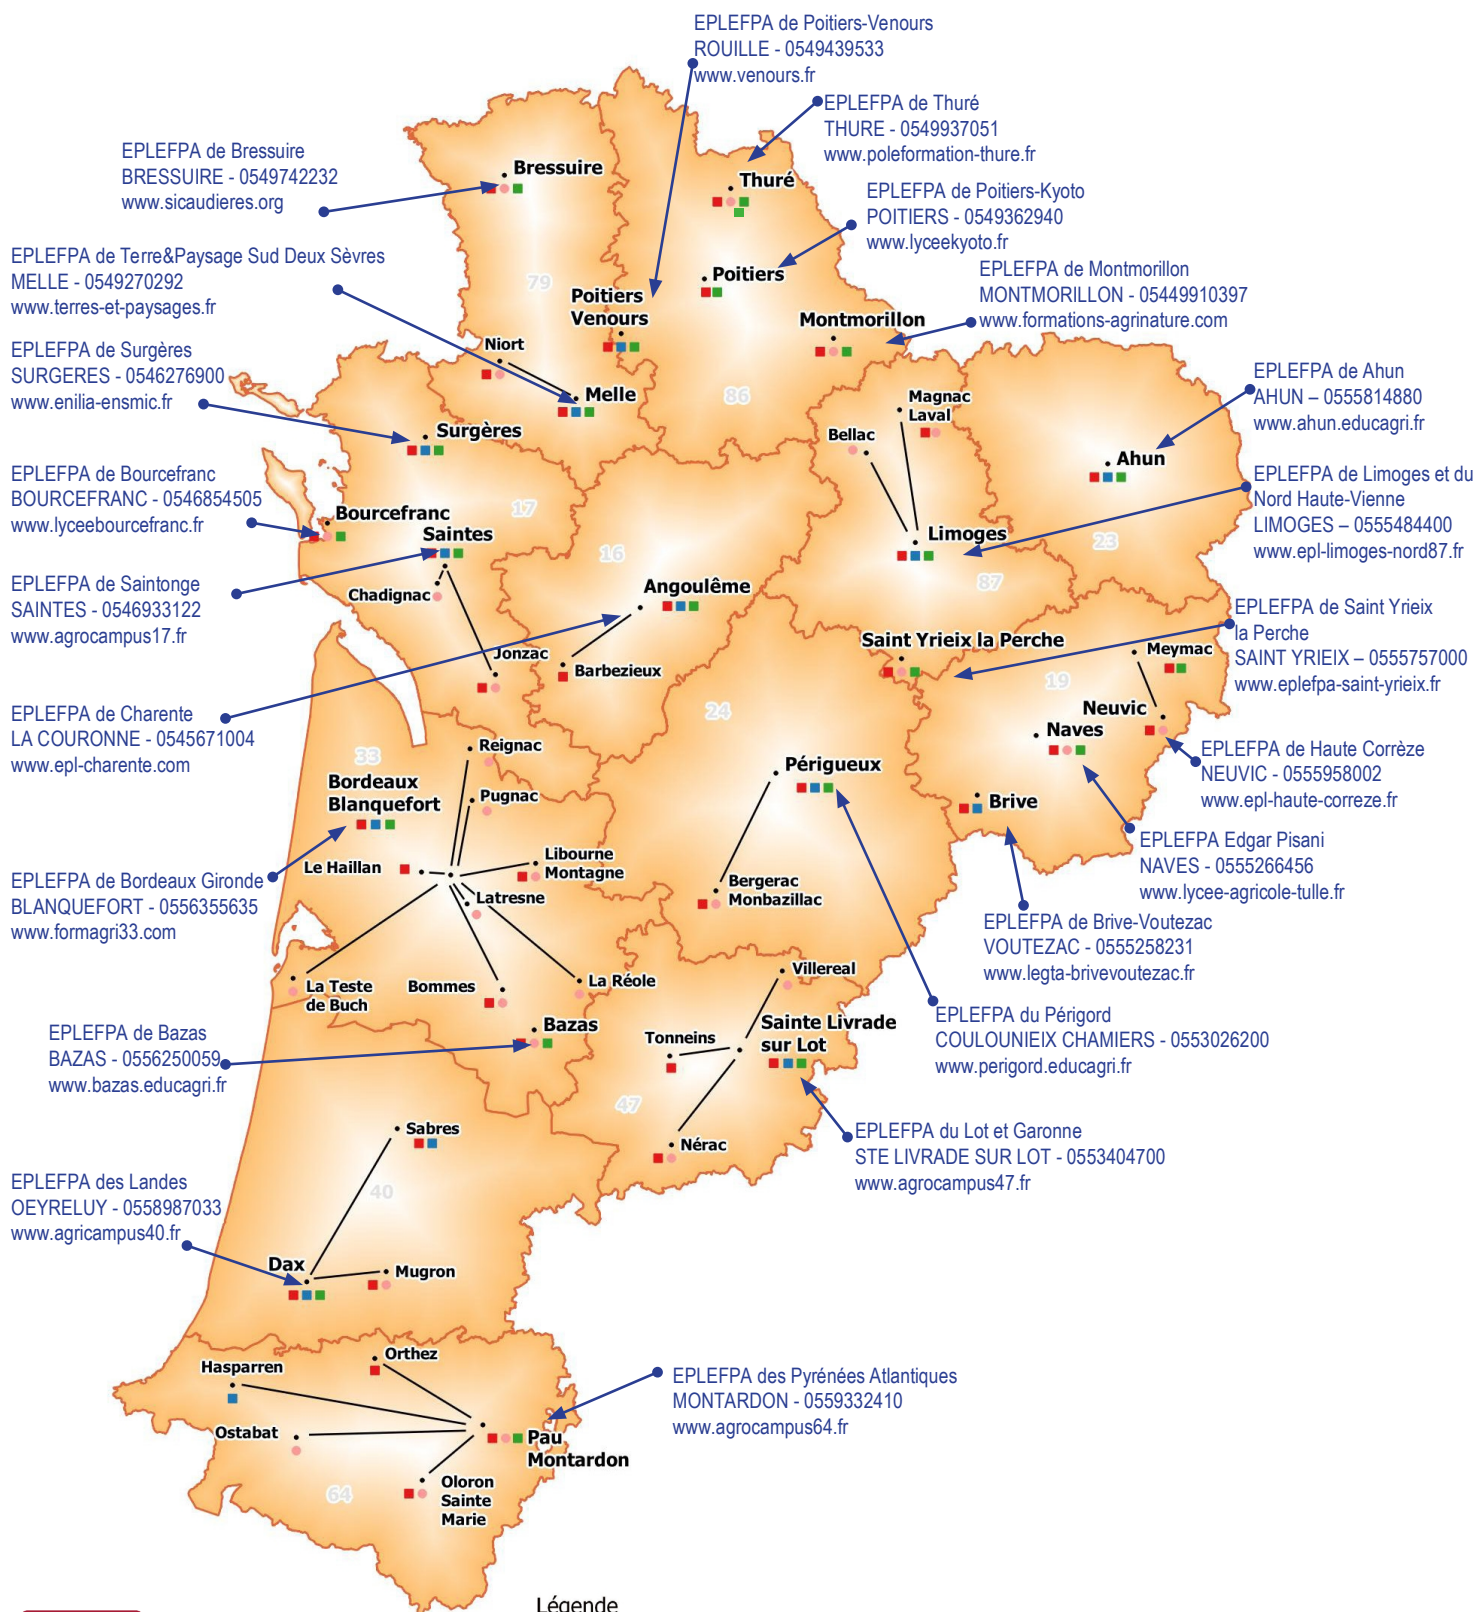 EPLEFPA de Poitiers-Venours
ROUILLE - 0549439533
www.venours.fr
EPLEFPA de Thuré
THURE - 0549937051
www.poleformation-thure.fr
EPLEFPA de Bressuire
BRESSUIRE - 0549742232
www.sicaudieres.org
Bressuire
Thuré
EPLEFPA de Poitiers-Kyoto
POITIERS - 0549362940
www.lyceekyoto.fr
EPLEFPA de Terre&Paysage Sud Deux Sèvres
MELLE - 0549270292
www.terres-et-paysages.fr
79
Poitiers
Venours
Poitiers
EPLEFPA de Montmorillon
MONTMORILLON - 05449910397
www.formations-agrinature.com
Montmorillon
Niort
Melle
86
EPLEFPA de Surgères
SURGERES - 0546276900
www.enilia-ensmic.fr
Surgères
Magnac
Laval
Bellac
EPLEFPA de Ahun
AHUN – 0555814880
www.ahun.educagri.fr
Ahun
EPLEFPA de Bourcefranc
BOURCEFRANC - 0546854505
www.lyceebourcefranc.fr
Bourcefranc
17
Saintes
Chadignac
16
Limoges
87
23
EPLEFPA de Limoges et du
Nord Haute-Vienne
LIMOGES – 0555484400
www.epl-limoges-nord87.fr
EPLEFPA de Saintonge
SAINTES - 0546933122
www.agrocampus17.fr
Angoulême
Jonzac
Barbezieux
Saint Yrieix la Perche
EPLEFPA de Saint Yrieix
la Perche
SAINT YRIEIX – 0555757000
www.eplefpa-saint-yrieix.fr
Meymac
19
Neuvic
Naves
EPLEFPA de Charente
LA COURONNE - 0545671004
www.epl-charente.com
24
33
Reignac
Bordeaux
Blanquefort
Pugnac
Périgueux
Brive
EPLEFPA de Haute Corrèze
NEUVIC - 0555958002
www.epl-haute-correze.fr
EPLEFPA Edgar Pisani
NAVES - 0555266456
www.lycee-agricole-tulle.fr
Le Haillan
Libourne
Montagne
Latresne
Bergerac
Monbazillac
EPLEFPA de Bordeaux Gironde
BLANQUEFORT - 0556355635
www.formagri33.com
EPLEFPA de Brive-Voutezac
VOUTEZAC - 0555258231
www.legta-brivevoutezac.fr
La Teste
de Buch
Bommes
La Réole
Villereal
EPLEFPA du Périgord
COULOUNIEIX CHAMIERS - 0553026200
www.perigord.educagri.fr
EPLEFPA de Bazas
BAZAS - 0556250059
www.bazas.educagri.fr
Bazas
Tonneins
Sainte Livrade
sur Lot
47
Nérac
EPLEFPA du Lot et Garonne
STE LIVRADE SUR LOT - 0553404700
www.agrocampus47.fr
Sabres
40
EPLEFPA des Landes
OEYRELUY - 0558987033
www.agricampus40.fr
Dax
Mugron
Hasparren
Orthez
Ostabat
Pau
Montardon
Oloron
Sainte
Marie
64
EPLEFPA des Pyrénées Atlantiques
MONTARDON - 0559332410
www.agrocampus64.fr
Légende